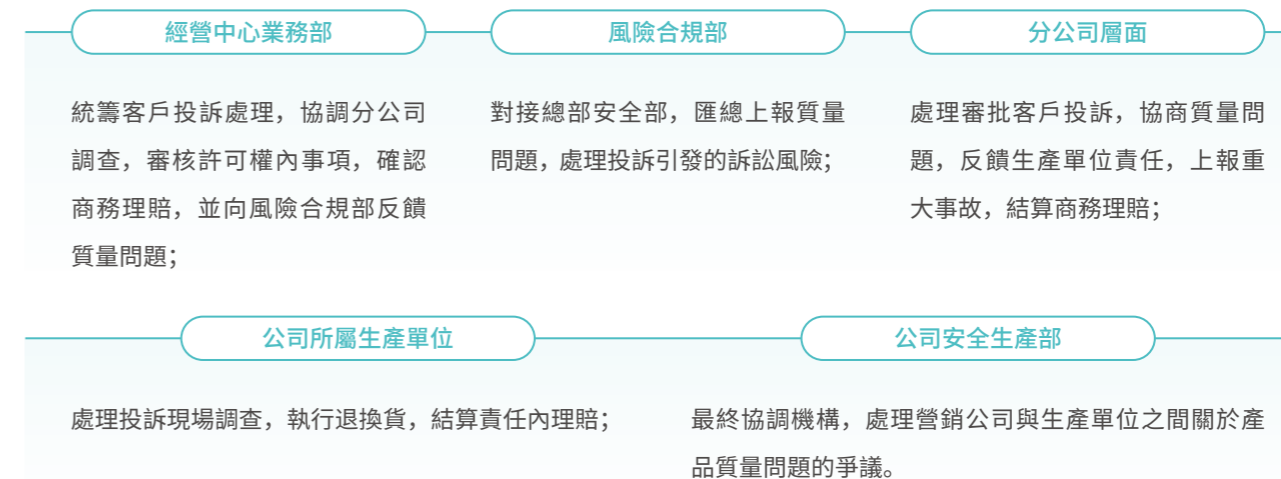 經營中心業務部
統籌客戶投訴處理，協調分公司
調查，審核許可權內事項，確認
商務理賠，並向風險合規部反饋
質量問題；
風險合規部
對接總部安全部，匯總上報質量
問題，處理投訴引發的訴訟風險；
分公司層面
處理審批客戶投訴，協商質量問
題，反饋生產單位責任，上報重
大事故，結算商務理賠；
公司所屬生產單位
處理投訴現場調查，執行退換貨，結算責任內理賠；
公司安全生產部
最終協調機構，處理營銷公司與生產單位之間關於產
品質量問題的爭議。